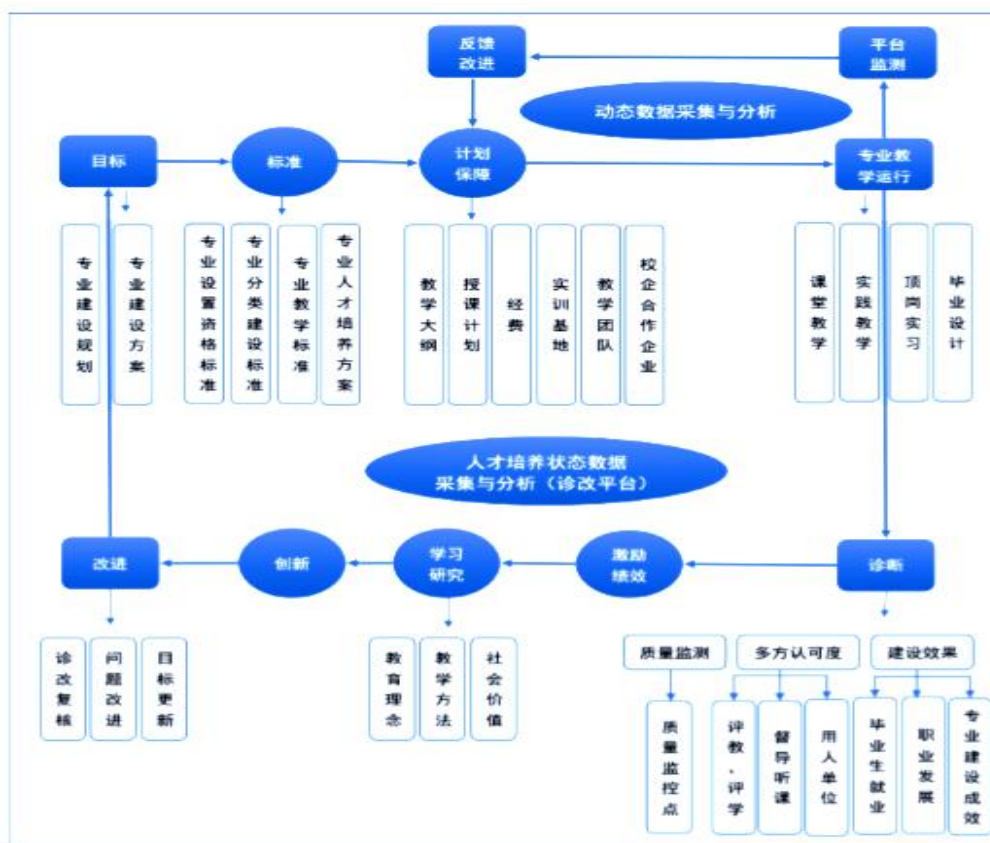 反馈
改进
平台
监测
动态数据采集与分析
目标
标准
计划
保障
专业教
学运行
专业建设规划
专业建设方案
专业设置资格标准
专业分类建设标准
专业教学标准
专业人才培养方案
教学大纲
授课计划
经费
实训基地
教学团队
校企合作企业
课堂教学
实践教学
顶岗实习
毕业设计
人才培养状态数据
采集与分析（诊改平台）
改进
创新
学习
研究
激励
绩效
诊断
诊改复核
问题改进
目标更新
教育理念
教学方法
社会价值
质量监测
多方认可度
建设效果
质量监控点
评教、评学
督导听课
用人单位
毕业生就业
职业发展
专业建设成效